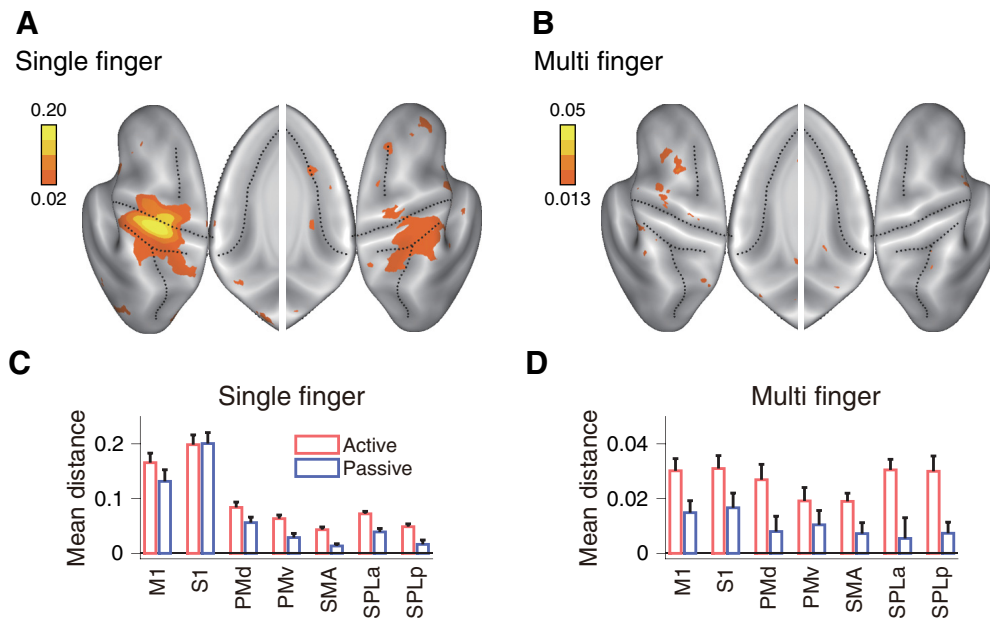 A
Single finger
0.20
0.02
B
Multi finger
0.05
0.013
C
Single finger
Mean distance
0.2
0.1
0
Active
Passive
M1
S1
PMd
PMv
SMA
SPLa
SPLp
D
Multi finger
Mean distance
0.04
0.02
0
M1
S1
PMd
PMv
SMA
SPLa
SPLp